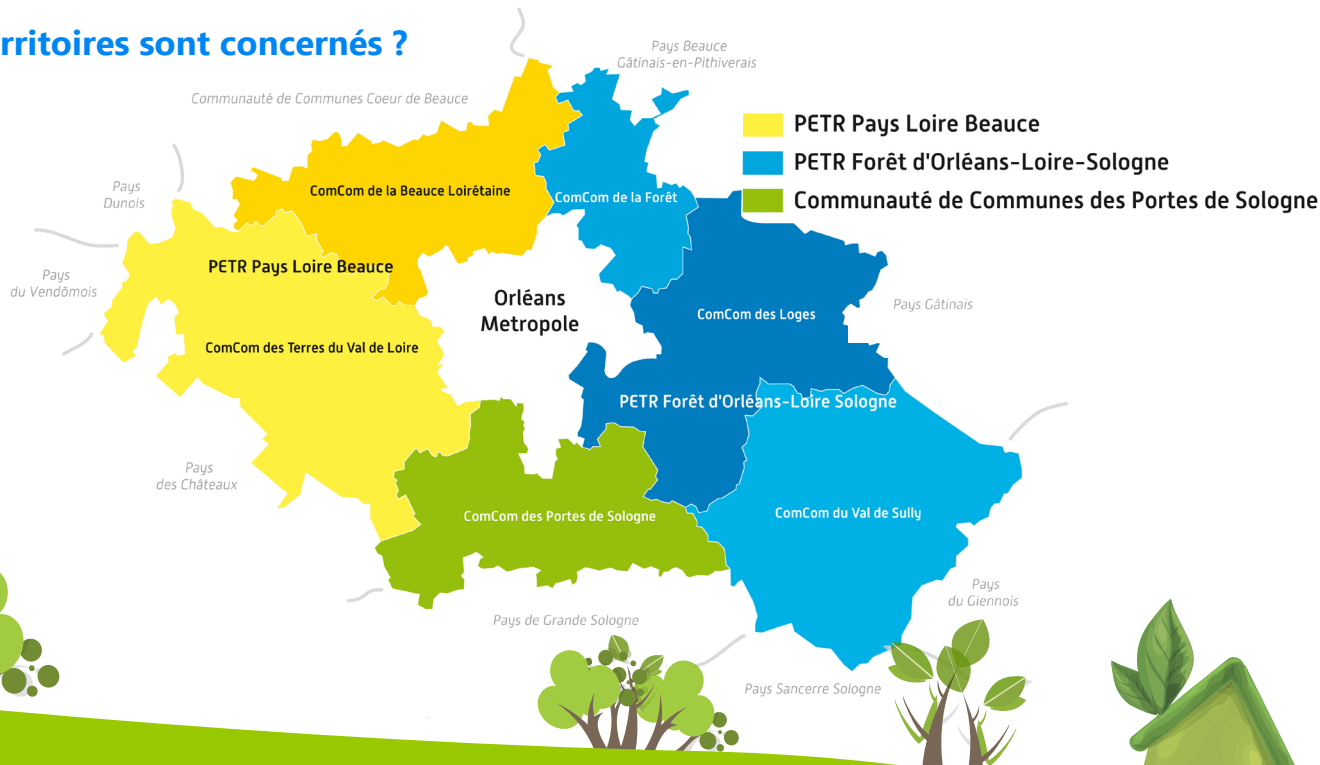 rritoires sont concernés ?
Pays Beauce
Gâtinais-en-Pithiverais
Communauté de Communes Coeur de Beauce
PETR Pays Loire Beauce
PETR Forêt d'Orléans-Loire-Sologne
Communauté de Communes des Portes de Sologne
Pays
Dunois
ComCom de la Beauce Loirétaine
ComCom de la Forêt
Pays
du Vendômois
PETR Pays Loire Beauce
Orléans
Metropole
ComCom des Loges
Pays Gâtinais
ComCom des Terres du Val de Loire
PETR Forêt d'Orléans-Loire Sologne
Pays
des Châteaux
ComCom des Portes de Sologne
ComCom du Val de Sully
Pays
du Giennois
Pays de Grande Sologne
Pays Sancerre Sologne